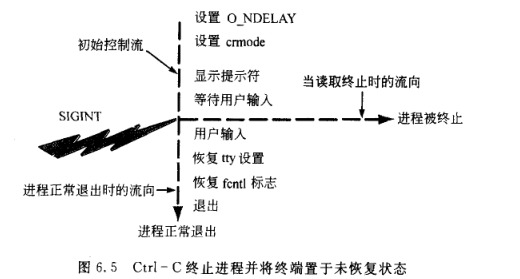 设置 O_NDELAY
设置 crmode
初始控制流
显示提示符
当读取终止时的流向
等待用户输入
SIGINT
进程被终止
用户输入
恢复 tty 设置
进程正常退出时的流向
恢复 fcntl 标志
退出
进程正常退出
图 6.5 Ctrl-C 终止进程并将终端置于未恢复状态